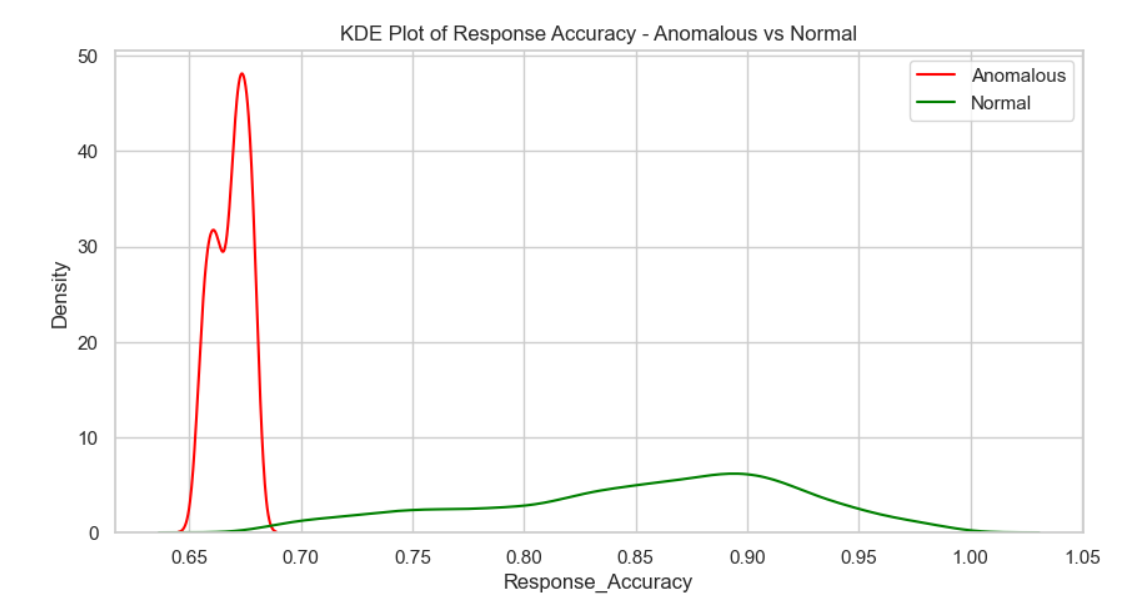 KDE Plot of Response Accuracy - Anomalous vs Normal
Anomalous
Normal
50
40
30
20
10
0
Density
0.65 0.70 0.75 0.80 0.85 0.90 0.95 1.00 1.05
Response_Accuracy